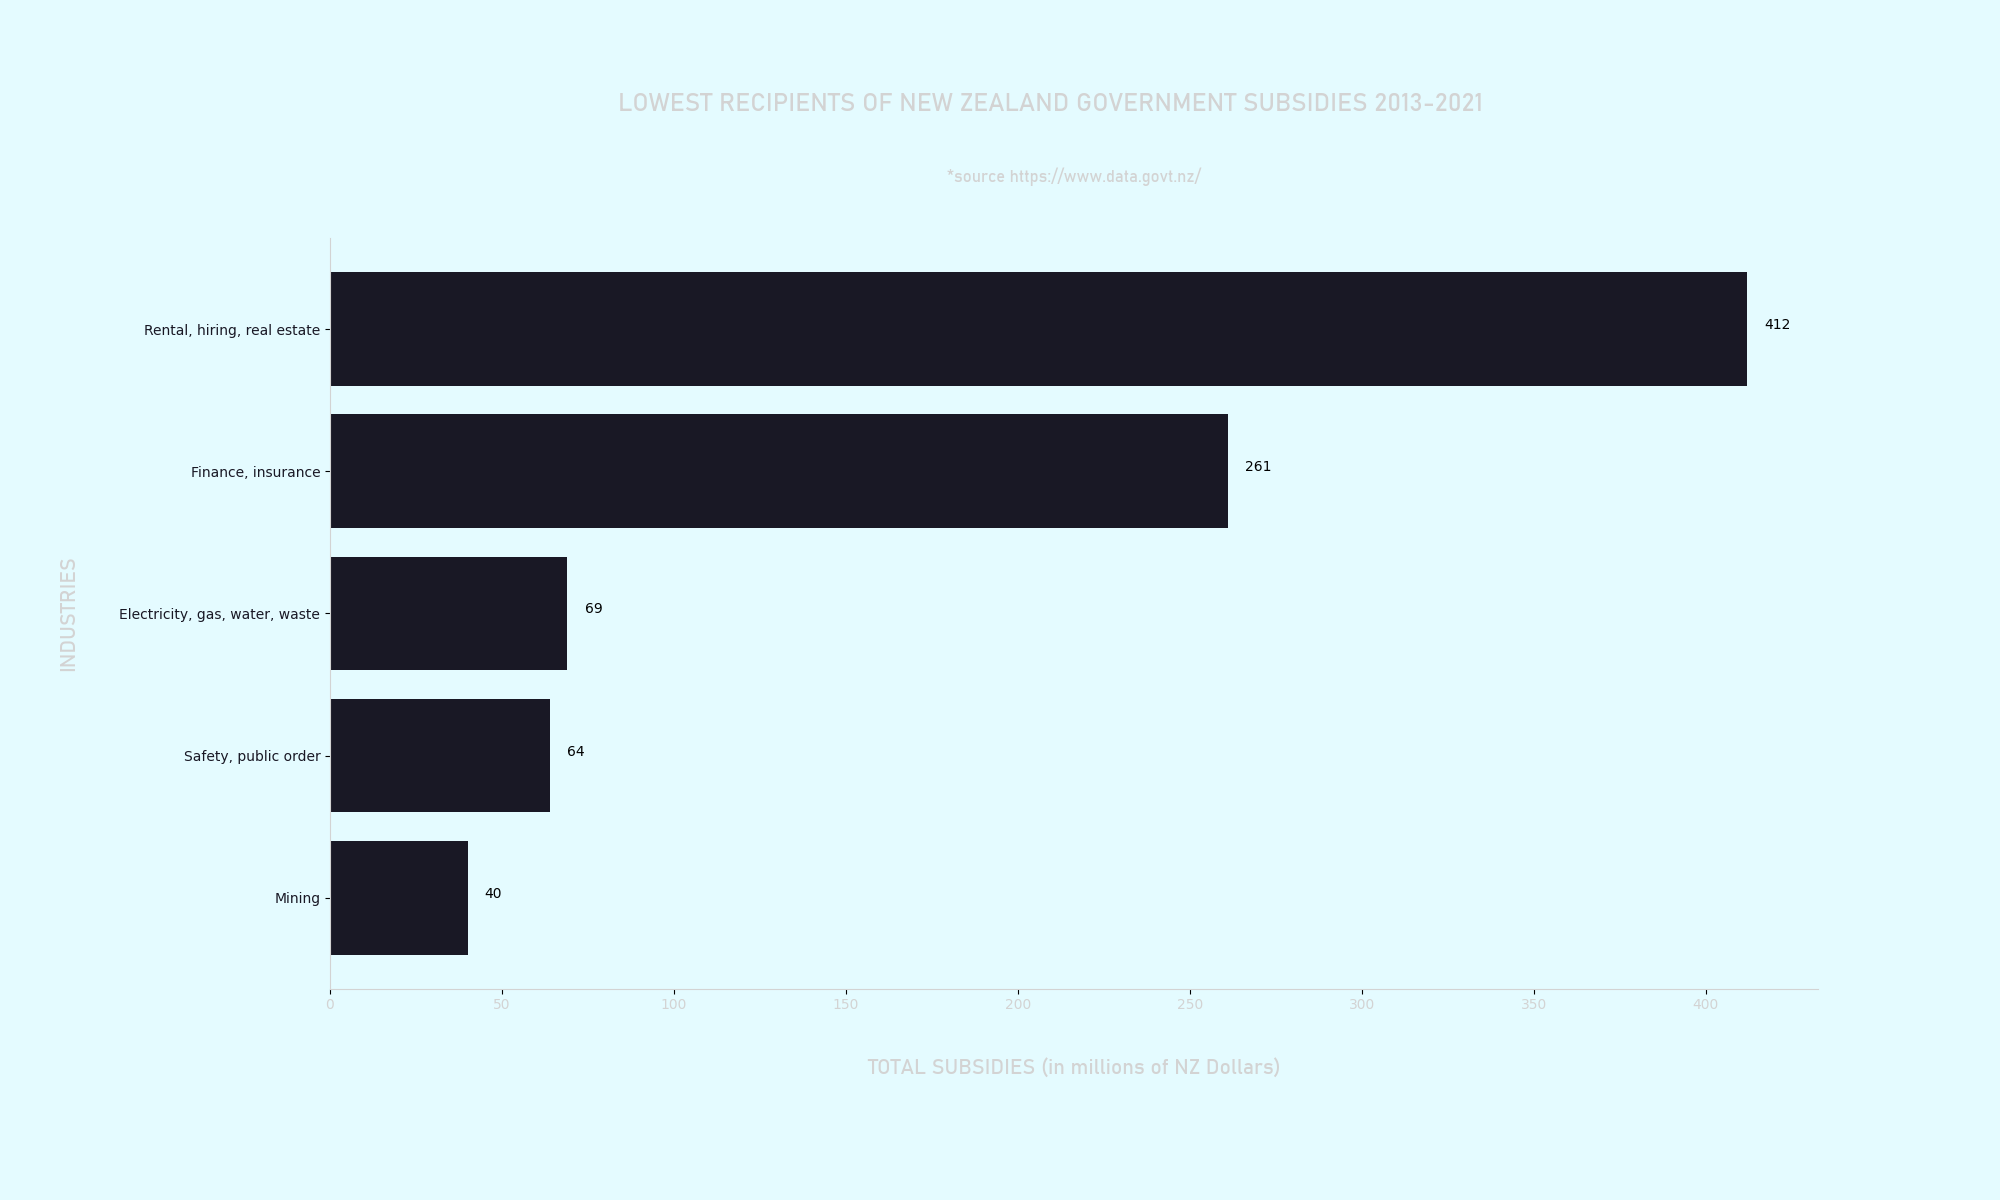 LOWEST RECIPIENTS OF NEW ZEALAND GOVERNMENT SUBSIDIES 2013-2021
*source https://www.data.govt.nz/
INDUSTRIES
Rental, hiring, real estate
412
Finance, insurance
261
Electricity, gas, water, waste
69
Safety, public order
64
Mining
40
0 50 100 150 200 250 300 350 400
TOTAL SUBSIDIES (in millions of NZ Dollars)